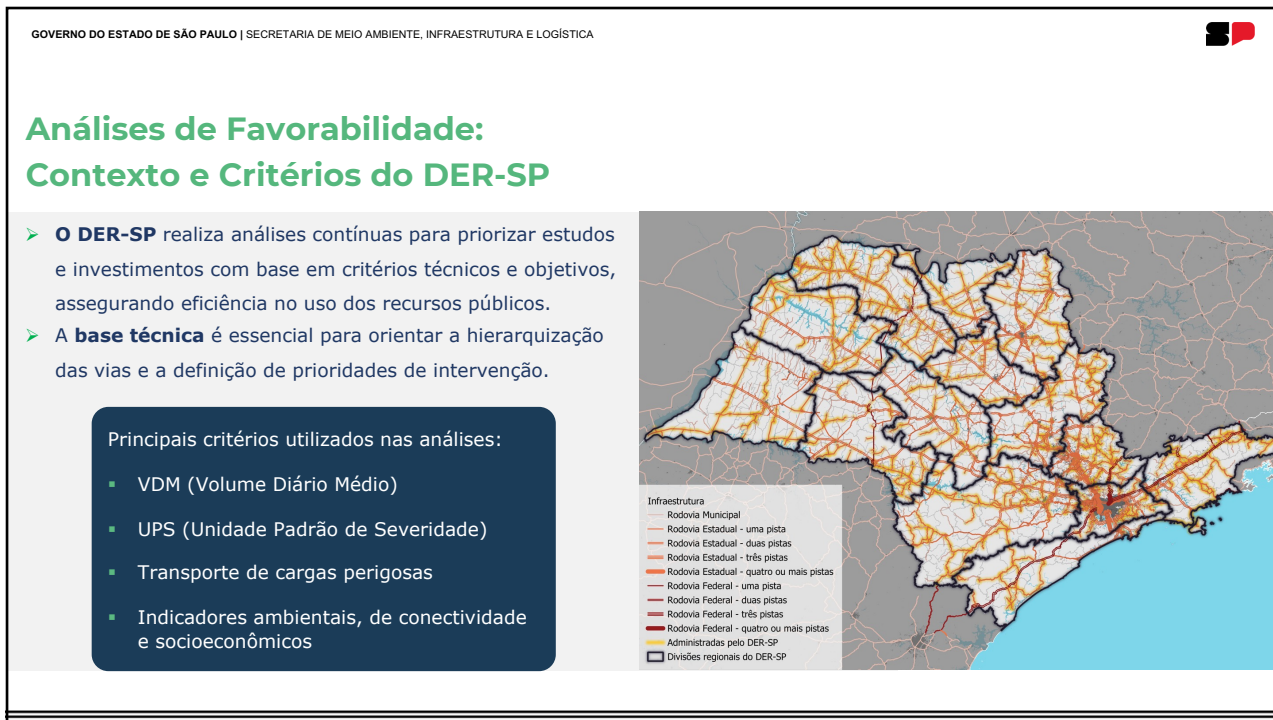 GOVERNO DO ESTADO DE SÃO PAULO | SECRETARIA DE MEIO AMBIENTE, INFRAESTRUTURA E LOGÍSTICA
SP
Análises de Favorabilidade:
Contexto e Critérios do DER-SP
O DER-SP realiza análises contínuas para priorizar estudos
e investimentos com base em critérios técnicos e objetivos,
assegurando eficiência no uso dos recursos públicos.
A base técnica é essencial para orientar a hierarquização
das vias e a definição de prioridades de intervenção.
Principais critérios utilizados nas análises:
VDM (Volume Diário Médio)
UPS (Unidade Padrão de Severidade)
Transporte de cargas perigosas
Indicadores ambientais, de conectividade
e socioeconômicos
Infraestrutura
Rodovia Municipal
Rodovia Estadual - uma pista
Rodovia Estadual - duas pistas
Rodovia Estadual - três pistas
Rodovia Estadual - quatro ou mais pistas
Rodovia Federal - uma pista
Rodovia Federal - duas pistas
Rodovia Federal - três pistas
Rodovia Federal - quatro ou mais pistas
Administradas pelo DER-SP
Divisões regionais do DER-SP